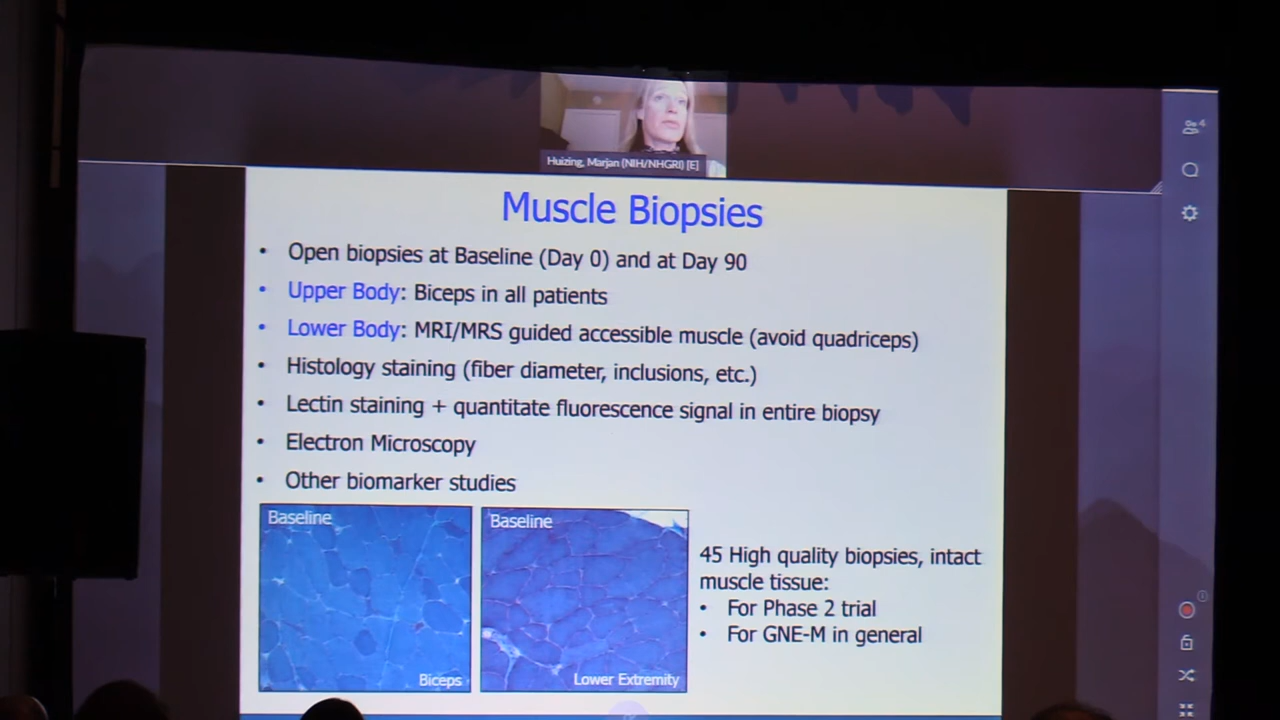 4
Huizing, Marjan (NIH/NHGRI) [E]
Muscle Biopsies
• Open biopsies at Baseline (Day 0) and at Day 90
• Upper Body: Biceps in all patients
• Lower Body: MRI/MRS guided accessible muscle (avoid quadriceps)
• Histology staining (fiber diameter, inclusions, etc.)
• Lectin staining + quantitate fluorescence signal in entire biopsy
• Electron Microscopy
• Other biomarker studies
Baseline
Biceps
Baseline
Lower Extremity
45 High quality biopsies, intact
muscle tissue:
• For Phase 2 trial
• For GNE-M in general